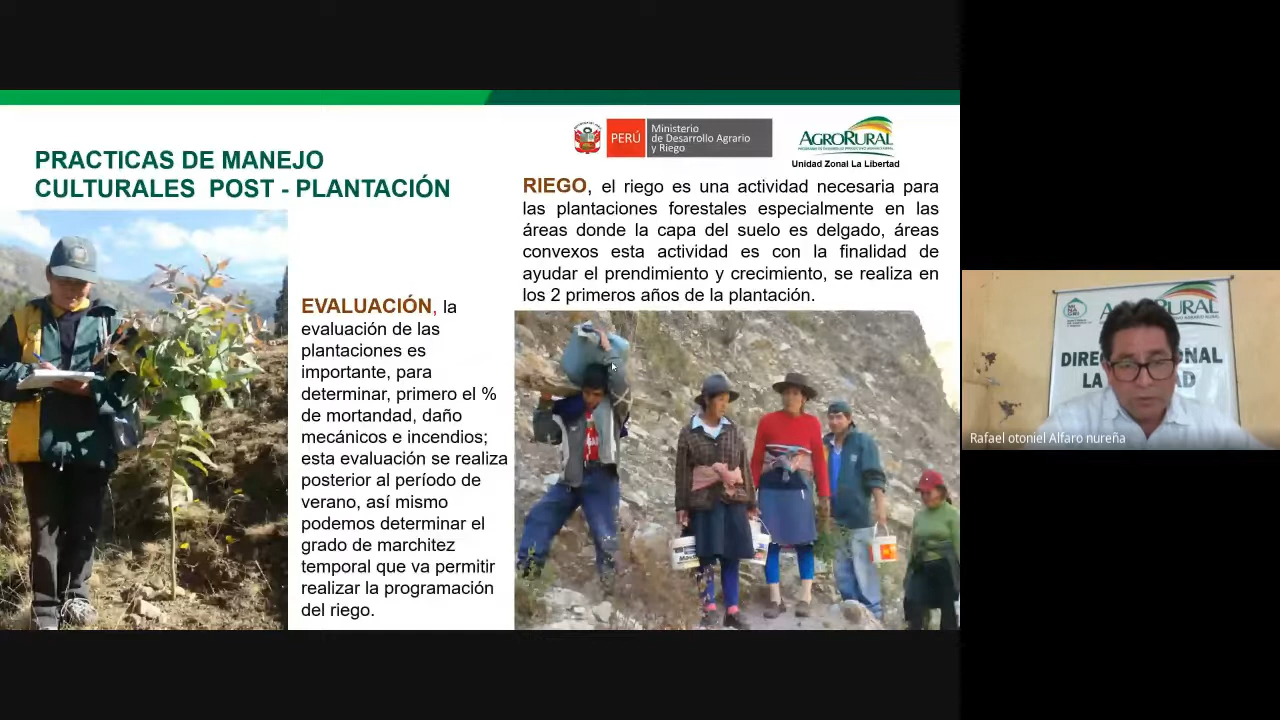 PRACTICAS DE MANEJO
CULTURALES POST - PLANTACIÓN
PERÚ
Ministerio
de Desarrollo Agrario
y Riego
AGRORURAL
Unidad Zonal La Libertad
RIEGO, el riego es una actividad necesaria para
las plantaciones forestales especialmente en las
áreas donde la capa del suelo es delgado, áreas
convexos esta actividad es con la finalidad de
ayudar el prendimiento y crecimiento, se realiza en
los 2 primeros años de la plantación.
EVALUACIÓN, la
evaluación de las
plantaciones es
importante, para
determinar, primero el %
de mortandad, daño
mecánicos e incendios;
esta evaluación se realiza
posterior al período de
verano, así mismo
podemos determinar el
grado de marchitez
temporal que va permitir
realizar la programación
del riego.
Rafael otoniel Alfaro nureña